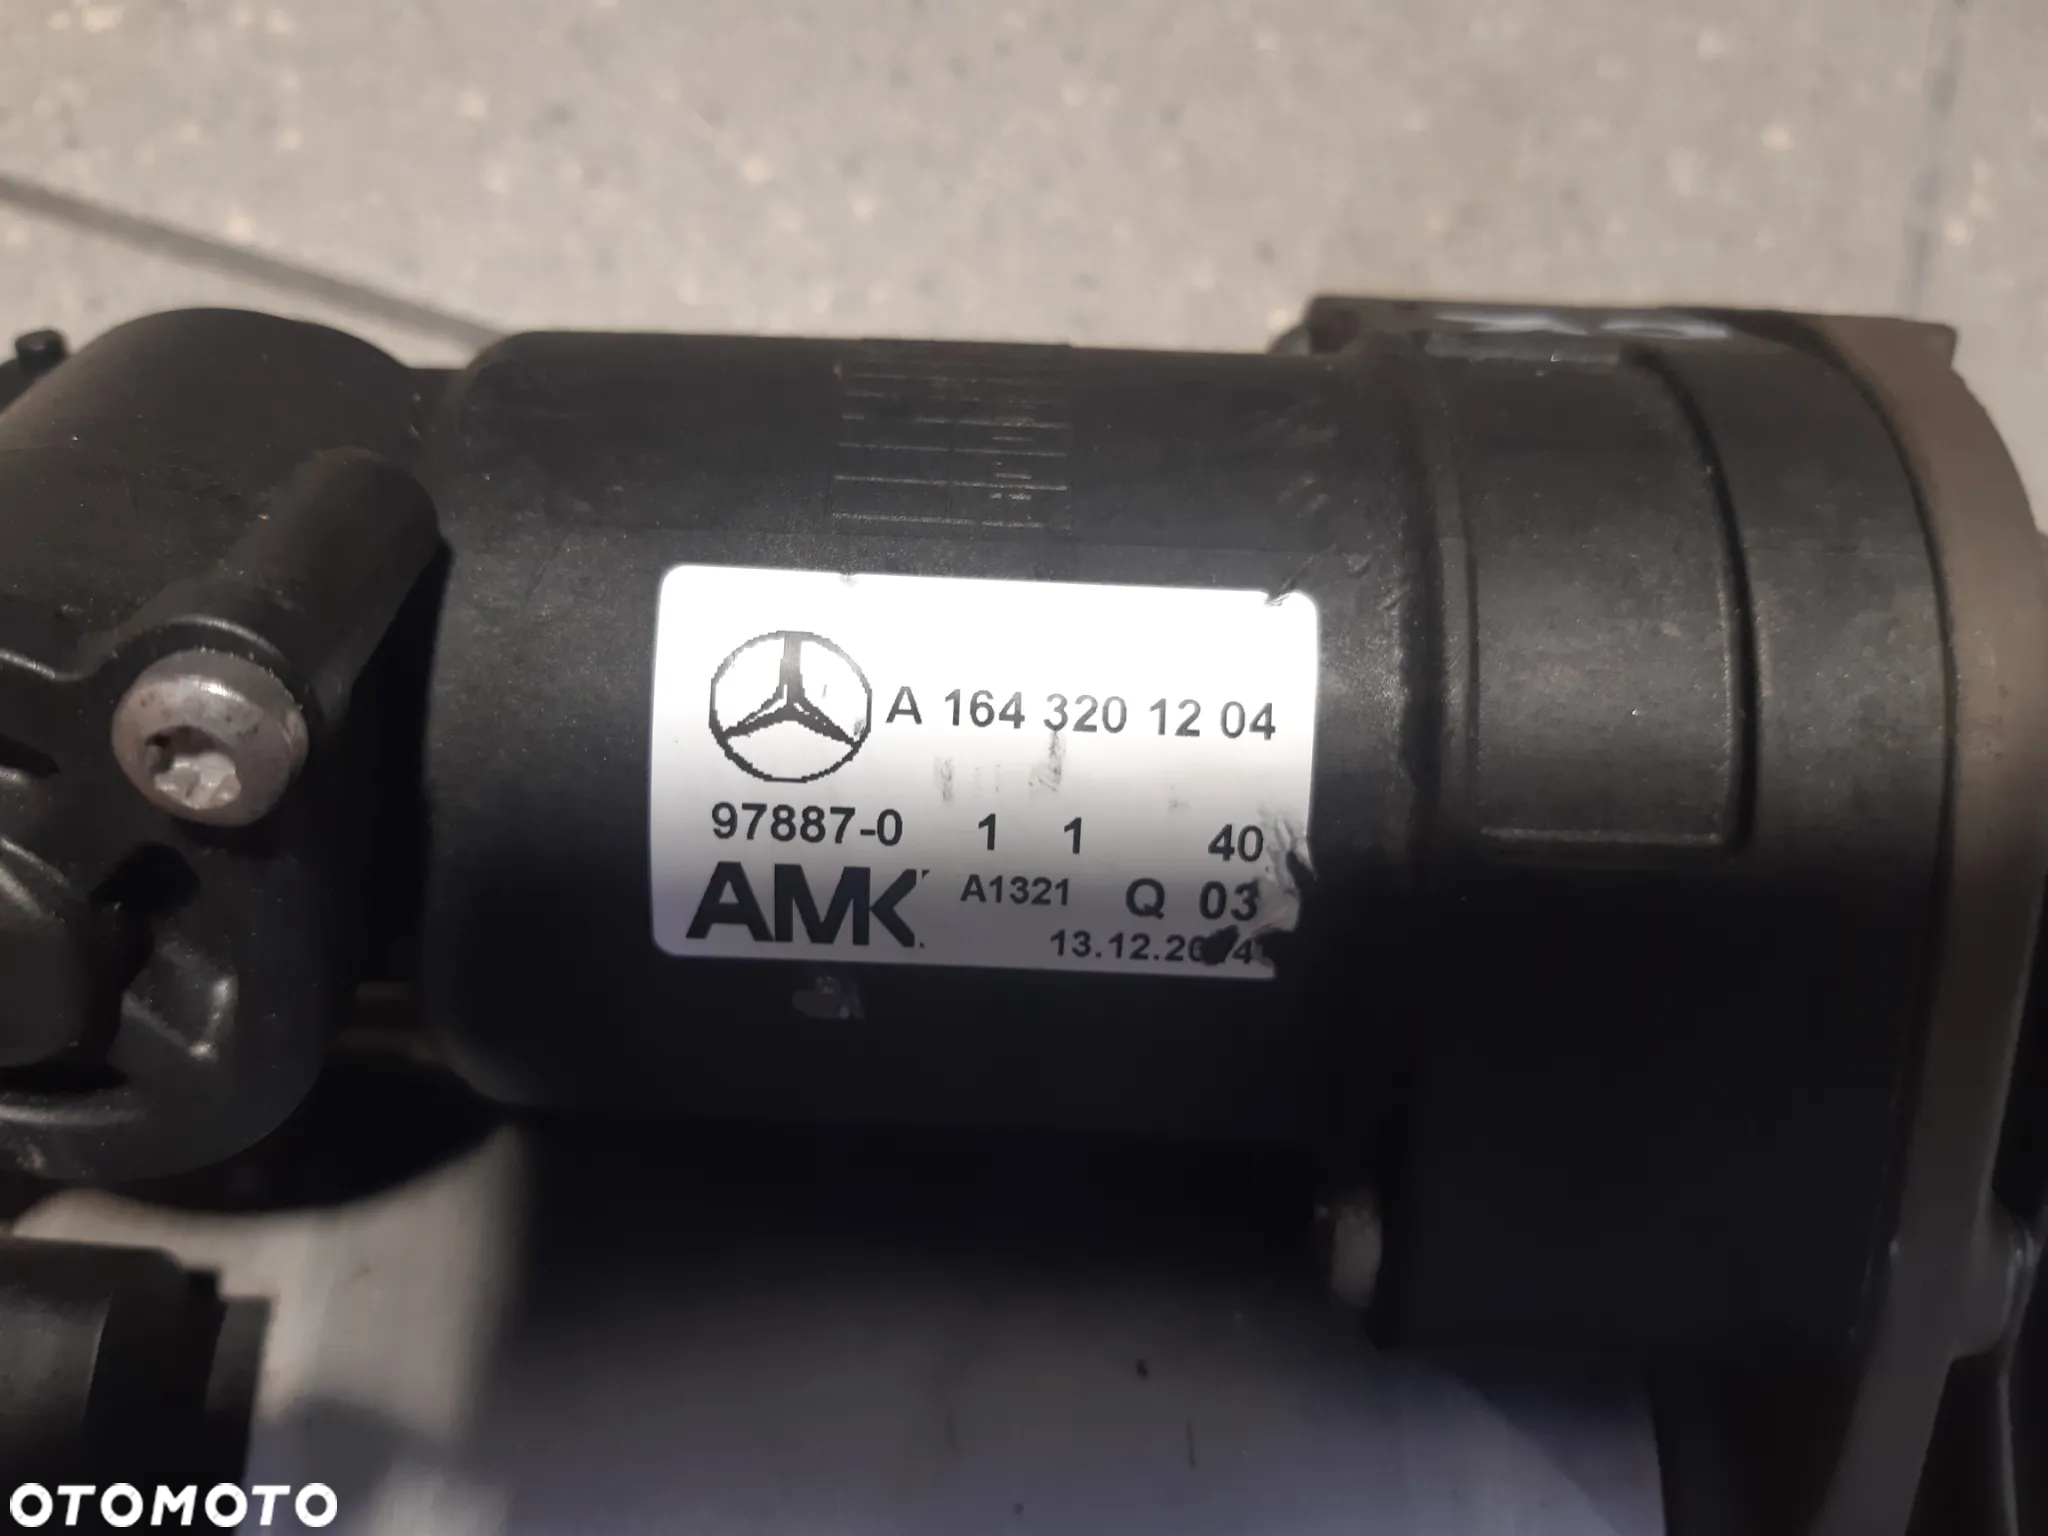 A 164 320 12 04
97887-0 1 1 40
AMK A1321 Q 03
OTOMOTO